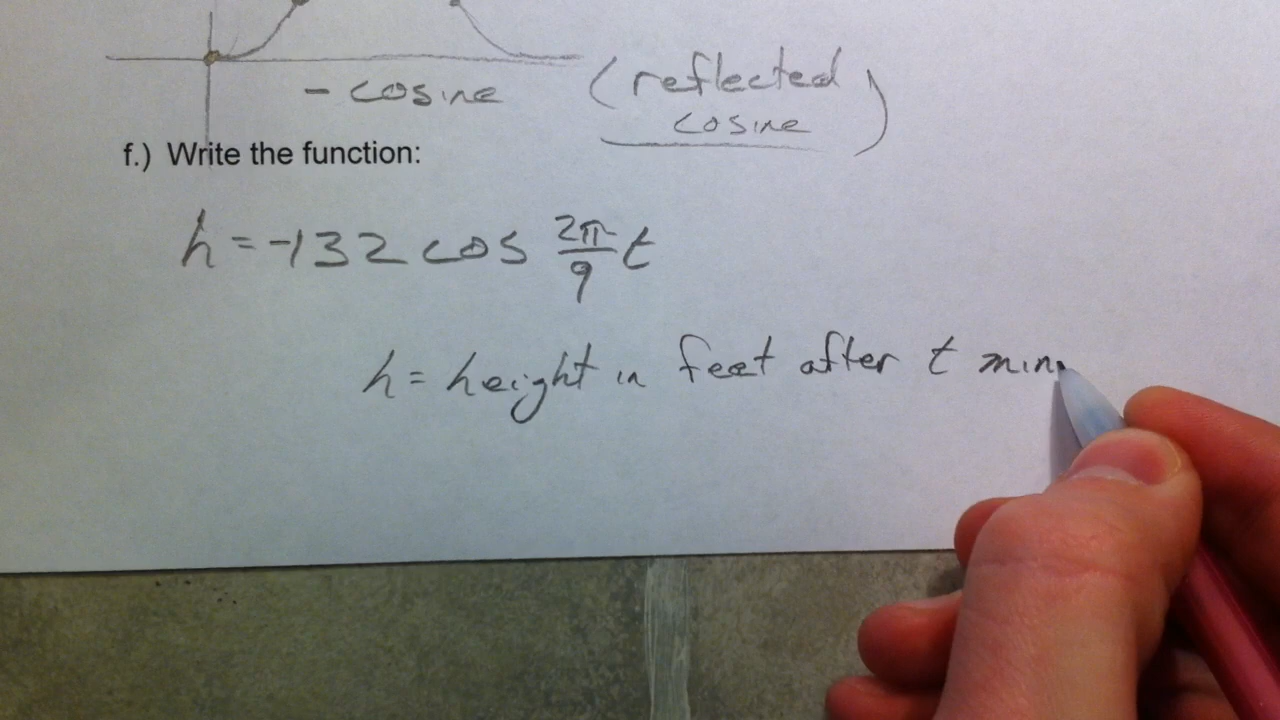 - cosine (reflected
cosine)
f.) Write the function:
h = -132 cos 2π/9 t
h = height in feet after t min.